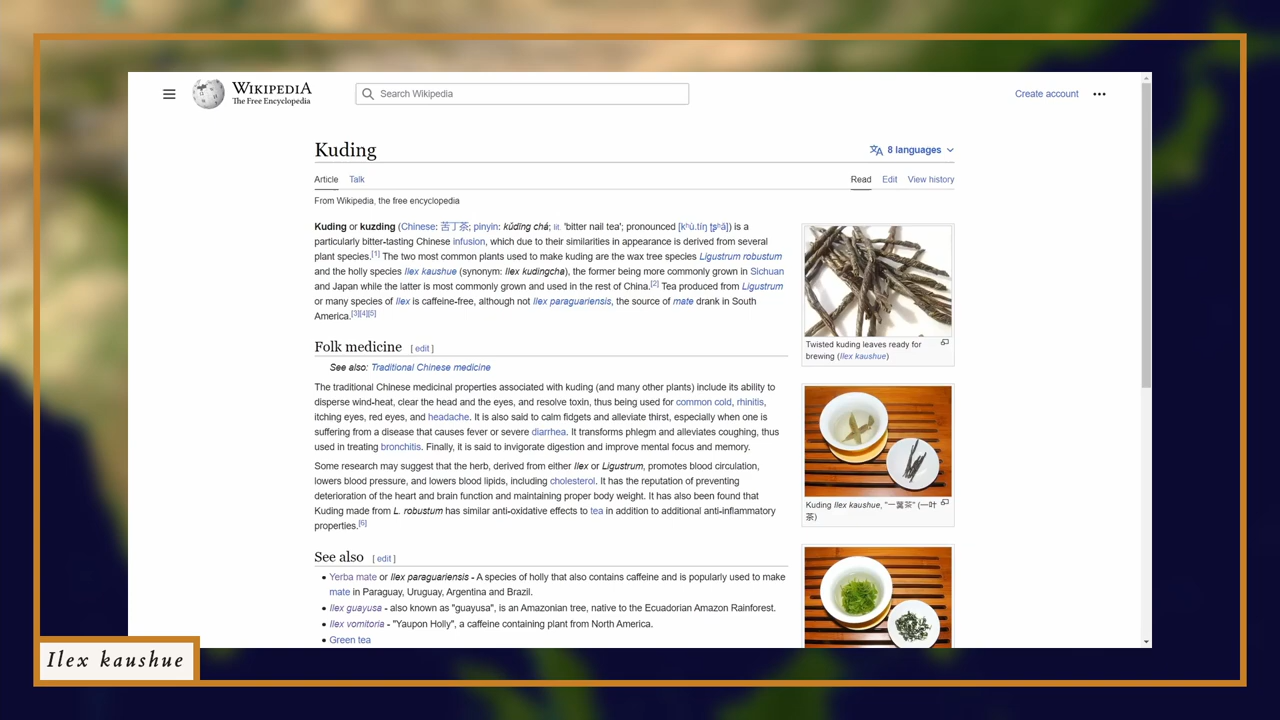 WIKIPEDIA
The Free Encyclopedia
Search Wikipedia
Create account
Kuding
8 languages
Article Talk
Read Edit View history
From Wikipedia, the free encyclopedia
Kuding or kuzding (Chinese: 苦丁茶; pinyin: kǔdīng chá; lit. 'bitter nail tea'; pronounced [kʰù.tíŋ ʈʂʰǎ]) is a
particularly bitter-tasting Chinese infusion, which due to their similarities in appearance is derived from several
plant species.[1] The two most common plants used to make kuding are the wax tree species Ligustrum robustum
and the holly species Ilex kaushue (synonym: Ilex kudingcha), the former being more commonly grown in Sichuan
and Japan while the latter is most commonly grown and used in the rest of China.[2] Tea produced from Ligustrum
or many species of Ilex is caffeine-free, although not Ilex paraguariensis, the source of mate drank in South
America.[3][4][5]
Twisted kuding leaves ready for
brewing (Ilex kaushue)
Folk medicine [ edit ]
See also: Traditional Chinese medicine
The traditional Chinese medicinal properties associated with kuding (and many other plants) include its ability to
disperse wind-heat, clear the head and the eyes, and resolve toxin, thus being used for common cold, rhinitis,
itching eyes, red eyes, and headache. It is also said to calm fidgets and alleviate thirst, especially when one is
suffering from a disease that causes fever or severe diarrhea. It transforms phlegm and alleviates coughing, thus
used in treating bronchitis. Finally, it is said to invigorate digestion and improve mental focus and memory.
Some research may suggest that the herb, derived from either Ilex or Ligustrum, promotes blood circulation,
lowers blood pressure, and lowers blood lipids, including cholesterol. It has the reputation of preventing
deterioration of the heart and brain function and maintaining proper body weight. It has also been found that
Kuding made from L. robustum has similar anti-oxidative effects to tea in addition to additional anti-inflammatory
properties.[6]
Kuding Ilex kaushue, "一葉茶" (一叶
茶)
See also [ edit ]
• Yerba mate or Ilex paraguariensis - A species of holly that also contains caffeine and is popularly used to make
mate in Paraguay, Uruguay, Argentina and Brazil.
• Ilex guayusa - also known as "guayusa", is an Amazonian tree, native to the Ecuadorian Amazon Rainforest.
• Ilex vomitoria - "Yaupon Holly", a caffeine containing plant from North America.
• Green tea
Ilex kaushue